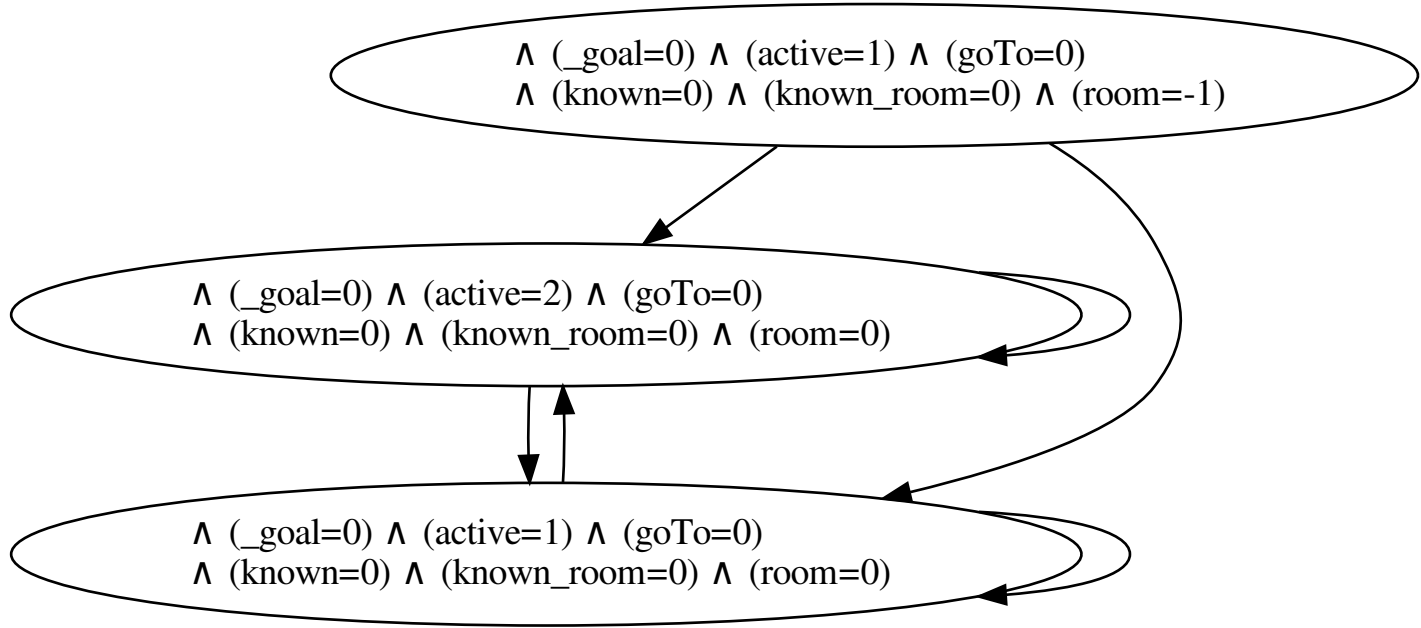 ∧ (_goal=0) ∧ (active=1) ∧ (goTo=0)
∧ (known=0) ∧ (known_room=0) ∧ (room=-1)
∧ (_goal=0) ∧ (active=2) ∧ (goTo=0)
∧ (known=0) ∧ (known_room=0) ∧ (room=0)
∧ (_goal=0) ∧ (active=1) ∧ (goTo=0)
∧ (known=0) ∧ (known_room=0) ∧ (room=0)